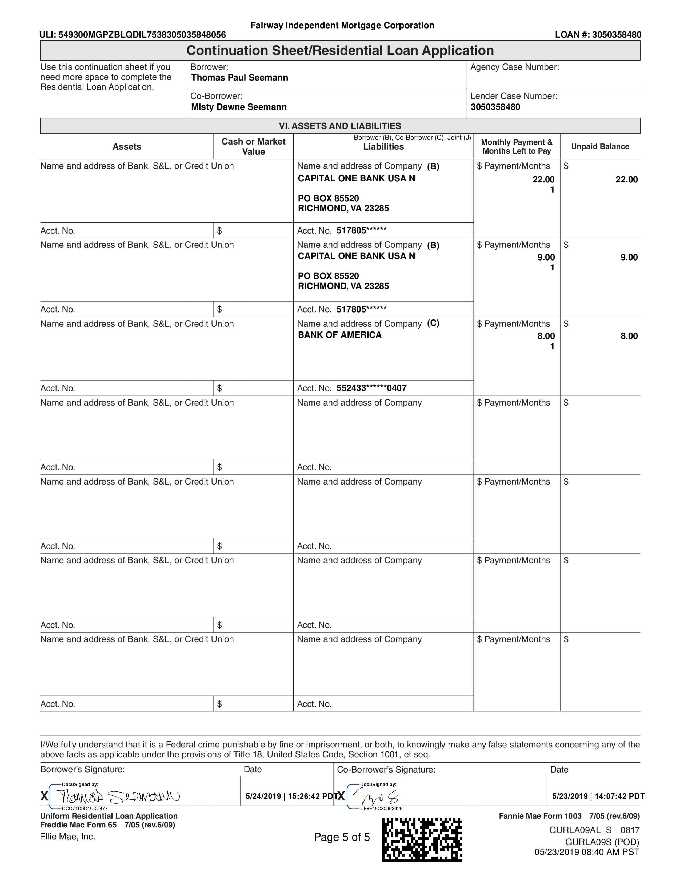 Fairway Independent Mortgage Corporation
ULI: 549300MGPZBLQDIL7538305035848056 LOAN #: 3050358480
Continuation Sheet/Residential Loan Application
Use this continuation sheet if you
need more space to complete the
Residential Loan Application.
Borrower:
Thomas Paul Seemann
Agency Case Number:
Co-Borrower:
Misty Dawne Seemann
Lender Case Number:
3050358480
VI. ASSETS AND LIABILITIES
Borrower (B), Co-Borrower (C), Joint (J)
Assets
Cash or Market
Value
Liabilities
Monthly Payment &
Months Left to Pay
Unpaid Balance
Name and address of Bank, S&L, or Credit Union Name and address of Company (B) $ Payment/Months $
CAPITAL ONE BANK USA N 22.00 22.00
1
PO BOX 85520
RICHMOND, VA 23285
Acct. No. $ Acct. No. 517805******
Name and address of Bank, S&L, or Credit Union Name and address of Company (B) $ Payment/Months $
CAPITAL ONE BANK USA N 9.00 9.00
1
PO BOX 85520
RICHMOND, VA 23285
Acct. No. $ Acct. No. 517805******
Name and address of Bank, S&L, or Credit Union Name and address of Company (C) $ Payment/Months $
BANK OF AMERICA 8.00 8.00
1
Acct. No. $ Acct. No. 552433******0407
Name and address of Bank, S&L, or Credit Union Name and address of Company $ Payment/Months $
Acct. No. $ Acct. No.
Name and address of Bank, S&L, or Credit Union Name and address of Company $ Payment/Months $
Acct. No. $ Acct. No.
Name and address of Bank, S&L, or Credit Union Name and address of Company $ Payment/Months $
Acct. No. $ Acct. No.
Name and address of Bank, S&L, or Credit Union Name and address of Company $ Payment/Months $
Acct. No. $ Acct. No.
I/We fully understand that it is a Federal crime punishable by fine or imprisonment, or both, to knowingly make any false statements concerning any of the
above facts as applicable under the provisions of Title 18, United States Code, Section 1001, et seq.
Borrower's Signature: Date Co-Borrower's Signature: Date
DocuSigned by: DocuSigned by:
X 5/24/2019 | 15:26:42 PDT X 5/23/2019 | 14:07:42 PDT
Uniform Residential Loan Application
Freddie Mac Form 65 7/05 (rev.6/09)
Fannie Mae Form 1003 7/05 (rev.6/09)
Ellie Mae, Inc.
Page 5 of 5
CURLA09AL S 0817
CURLA09S (POD)
05/23/2019 08:40 AM PST